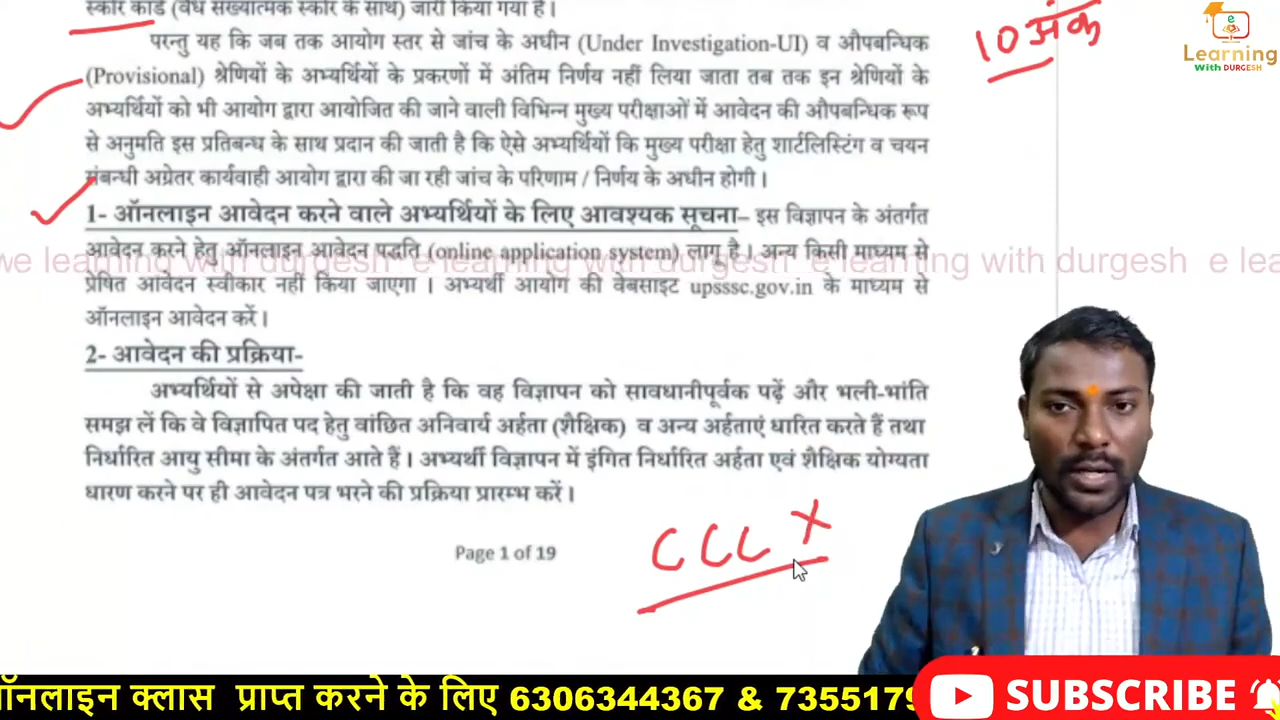 स्कोर कार्ड (वैध संख्यात्मक स्कोर के साथ) जारी किया गया है।
परन्तु यह कि जब तक आयोग स्तर से जांच के अधीन (Under Investigation-UI) व औपबन्धिक
(Provisional) श्रेणियों के अभ्यर्थियों के प्रकरणों में अंतिम निर्णय नहीं लिया जाता तब तक इन श्रेणियों के
अभ्यर्थियों को भी आयोग द्वारा आयोजित की जाने वाली विभिन्न मुख्य परीक्षाओं में आवेदन की औपबन्धिक रूप
से अनुमति इस प्रतिबन्ध के साथ प्रदान की जाती है कि ऐसे अभ्यर्थियों कि मुख्य परीक्षा हेतु शार्टलिस्टिंग व चयन
संबन्धी अग्रेतर कार्यवाही आयोग द्वारा की जा रही जांच के परिणाम / निर्णय के अधीन होगी।
1- ऑनलाइन आवेदन करने वाले अभ्यर्थियों के लिए आवश्यक सूचना– इस विज्ञापन के अंतर्गत
आवेदन करने हेतु ऑनलाइन आवेदन पद्धति (online application system) लागू है। अन्य किसी माध्यम से
प्रेषित आवेदन स्वीकार नहीं किया जाएगा । अभ्यर्थी आयोग की वेबसाइट upsssc.gov.in के माध्यम से
ऑनलाइन आवेदन करें।
2- आवेदन की प्रक्रिया-
अभ्यर्थियों से अपेक्षा की जाती है कि वह विज्ञापन को सावधानीपूर्वक पढ़ें और भली-भांति
समझ लें कि वे विज्ञापित पद हेतु वांछित अनिवार्य अर्हता (शैक्षिक) व अन्य अर्हताएं धारित करते हैं तथा
निर्धारित आयु सीमा के अंतर्गत आते हैं। अभ्यर्थी विज्ञापन में इंगित निर्धारित अर्हता एवं शैक्षिक योग्यता
धारण करने पर ही आवेदन पत्र भरने की प्रक्रिया प्रारम्भ करें।
Page 1 of 19
10 अंक
CCC X
e
Learning
With DURGESH
we learning with durgesh e learning with durgesh e learning with durgesh e lea
ऑनलाइन क्लास प्राप्त करने के लिए 6306344367 & 7355179
SUBSCRIBE